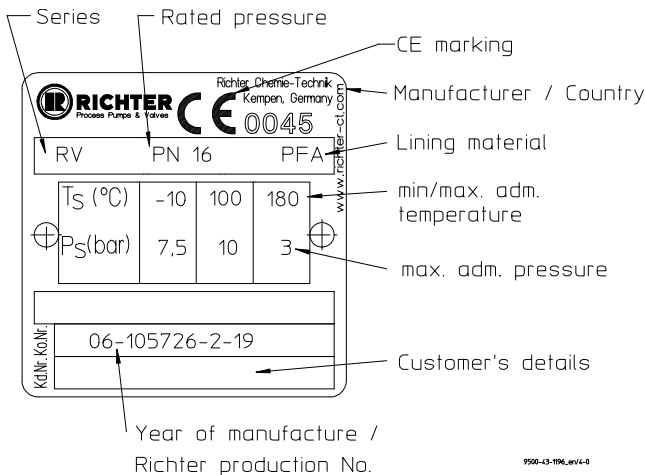 Series
Rated pressure
CE marking
Richter Chemie-Technik
Kempen, Germany
RICHTER
Process Pumps & Valves
CE
0045
Manufacturer / Country
www.richter-ct.com
RV PN 16 PFA
Lining material
TS (°C) -10 100 180
min/max. adm.
temperature
PS(bar) 7,5 10 3
max. adm. pressure
Kd.Nr. Ko.Nr.
06-105726-2-19
Customer's details
Year of manufacture /
Richter production No.
9500-43-1196_en/4-0